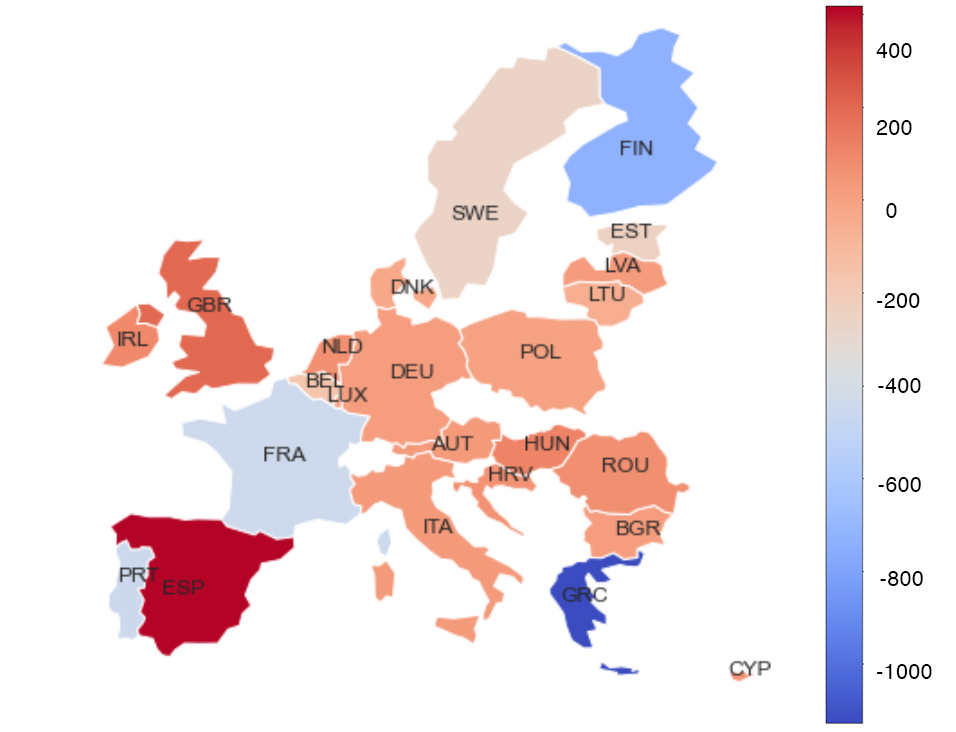 FIN
SWE
EST
LVA
LTU
DNK
GBR
IRL
NLD
BEL
LUX
DEU
POL
FRA
AUT
HUN
HRV
ROU
ITA
BGR
PRT
ESP
GRC
CYP
400
200
0
-200
-400
-600
-800
-1000